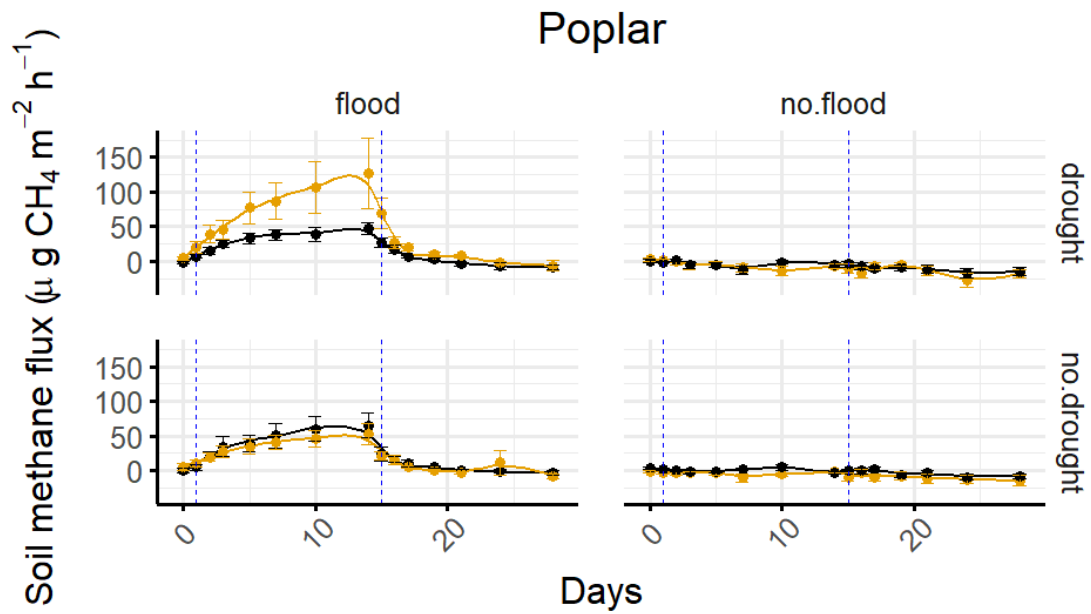 Poplar
flood
no.flood
Soil methane flux (μ g CH₄ m⁻² h⁻¹)
150
100
50
0
drought
150
100
50
0
no.drought
0
10
20
0
10
20
Days